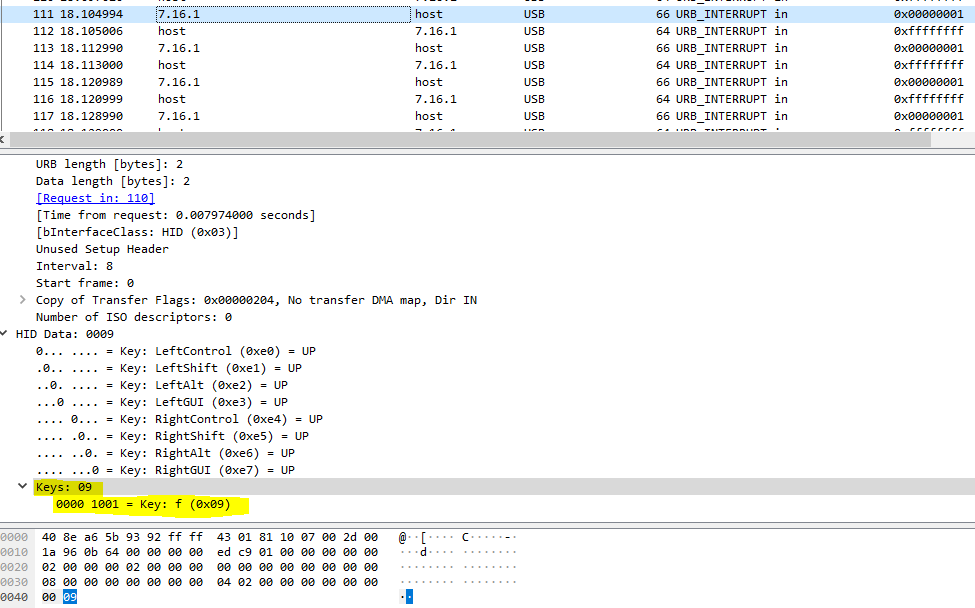 111 18.104994 7.16.1 host USB 66 URB_INTERRUPT in 0x00000001
112 18.105006 host 7.16.1 USB 64 URB_INTERRUPT in 0xffffffff
113 18.112990 7.16.1 host USB 66 URB_INTERRUPT in 0x00000001
114 18.113000 host 7.16.1 USB 64 URB_INTERRUPT in 0xffffffff
115 18.120989 7.16.1 host USB 66 URB_INTERRUPT in 0x00000001
116 18.120999 host 7.16.1 USB 64 URB_INTERRUPT in 0xffffffff
117 18.128990 7.16.1 host USB 66 URB_INTERRUPT in 0x00000001
URB length [bytes]: 2
Data length [bytes]: 2
[Request in: 110]
[Time from request: 0.007974000 seconds]
[bInterfaceClass: HID (0x03)]
Unused Setup Header
Interval: 8
Start frame: 0
Copy of Transfer Flags: 0x00000204, No transfer DMA map, Dir IN
Number of ISO descriptors: 0
HID Data: 0009
0... .... = Key: LeftControl (0xe0) = UP
.0.. .... = Key: LeftShift (0xe1) = UP
..0. .... = Key: LeftAlt (0xe2) = UP
...0 .... = Key: LeftGUI (0xe3) = UP
.... 0... = Key: RightControl (0xe4) = UP
.... .0.. = Key: RightShift (0xe5) = UP
.... ..0. = Key: RightAlt (0xe6) = UP
.... ...0 = Key: RightGUI (0xe7) = UP
Keys: 09
0000 1001 = Key: f (0x09)
0000 40 8e a6 5b 93 92 ff ff 43 01 81 10 07 00 2d 00 @··[···· C·····-·
0010 1a 96 0b 64 00 00 00 00 ed c9 01 00 00 00 00 00 ···d···· ········
0020 02 00 00 00 02 00 00 00 00 00 00 00 00 00 00 00 ········ ········
0030 08 00 00 00 00 00 00 00 04 02 00 00 00 00 00 00 ········ ········
0040 00 09 ··